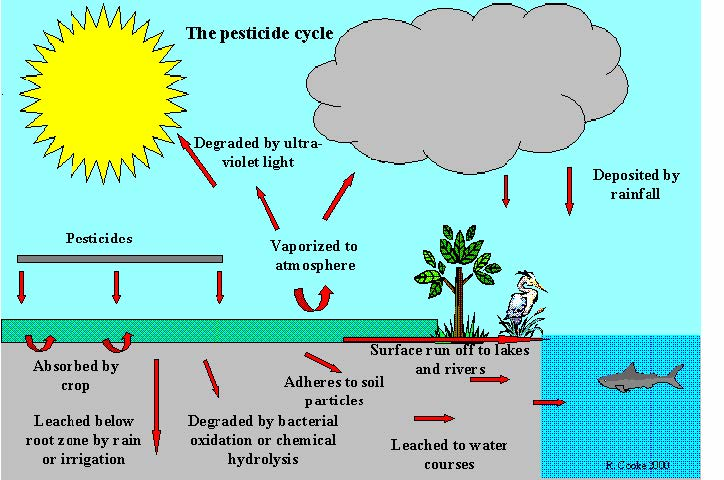 The pesticide cycle
Degraded by ultra-
violet light
Deposited by
rainfall
Pesticides
Vaporized to
atmosphere
Surface run off to lakes
and rivers
Absorbed by
crop
Adheres to soil
particles
Leached below
root zone by rain
or irrigation
Degraded by bacterial
oxidation or chemical
hydrolysis
Leached to water
courses
R. Cooke 2000